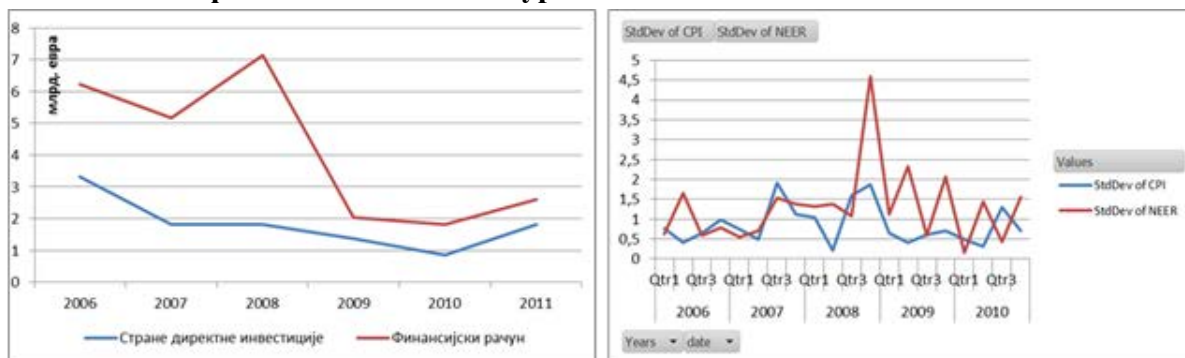 млрд. евра
8
7
6
5
4
3
2
1
0
2006 2007 2008 2009 2010 2011
Стране директне инвестиције Финансијски рачун
StdDev of CPI StdDev of NEER
5
4,5
4
3,5
3
2,5
2
1,5
1
0,5
0
Qtr1 Qtr3 Qtr1 Qtr3 Qtr1 Qtr3 Qtr1 Qtr3 Qtr1 Qtr3
2006 2007 2008 2009 2010
Values
StdDev of CPI
StdDev of NEER
Years date